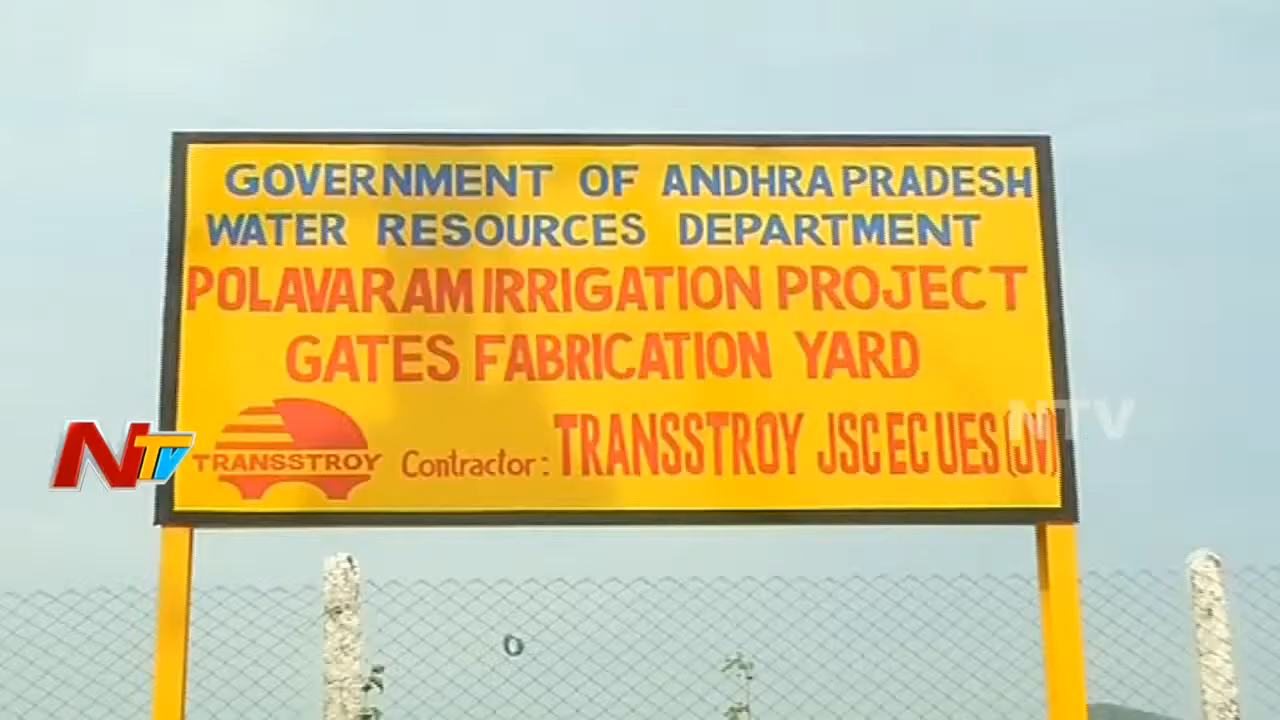 GOVERNMENT OF ANDHRA PRADESH
WATER RESOURCES DEPARTMENT
POLAVARAM IRRIGATION PROJECT
GATES FABRICATION YARD
TRANSSTROY Contractor: TRANSSTROY JSC EC UES (JV)
NTV
NTV